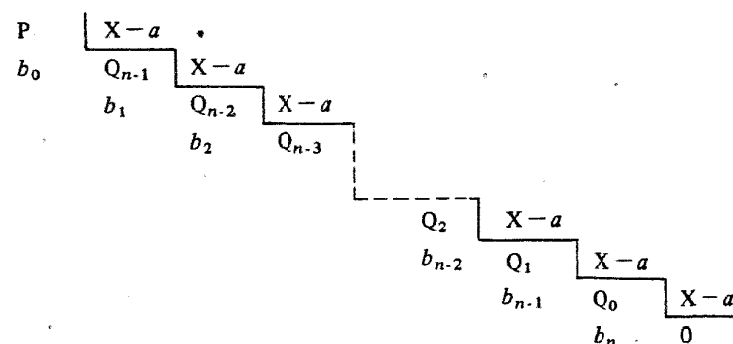 P X – a
b₀ Qₙ₋₁ X – a
b₁ Qₙ₋₂ X – a
b₂ Qₙ₋₃
Q₂ X – a
bₙ₋₂ Q₁ X – a
bₙ₋₁ Q₀ X – a
bₙ 0